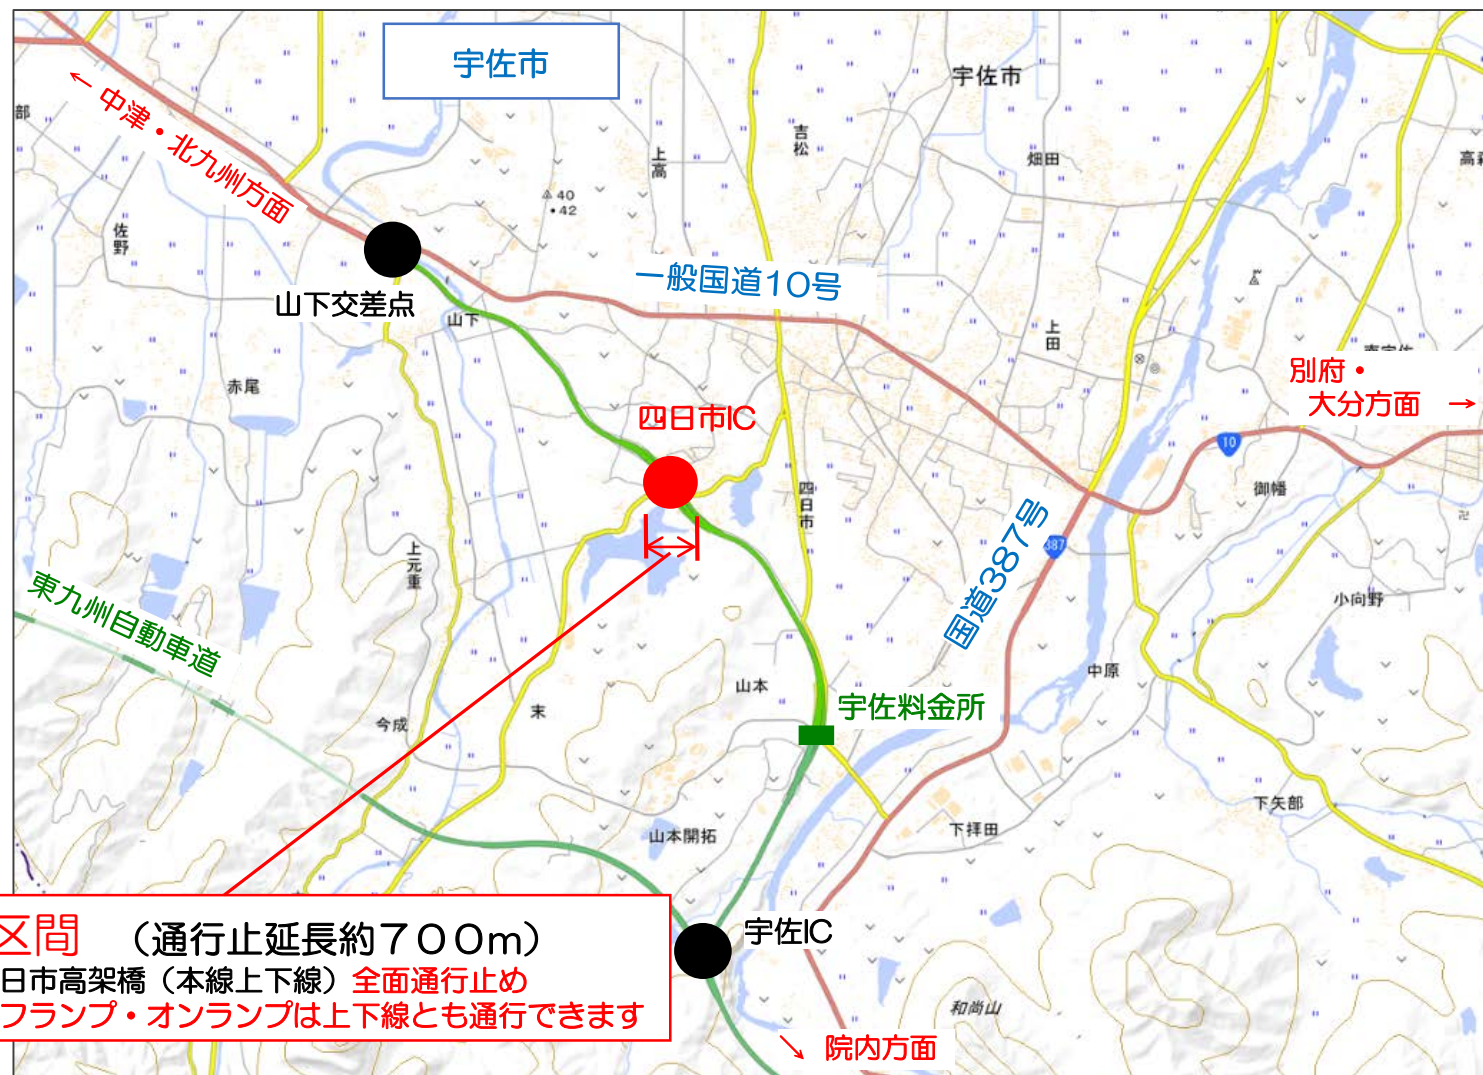 宇佐市
宇佐市
← 中津・北九州方面
部
吉松
上高
畑田
高森
40
42
佐野
一般国道10号
山下交差点
山下
上田
赤尾
別府・
大分方面 →
四日市IC
10
御幡
四日市
国道387号
387
上元重
東九州自動車道
小向野
中原
山本
宇佐料金所
末
今成
下矢部
下拝田
山本開拓
区間 (通行止延長約700m)
日市高架橋(本線上下線)全面通行止め
フランプ・オンランプは上下線とも通行できます
宇佐IC
和尚山
↘ 院内方面